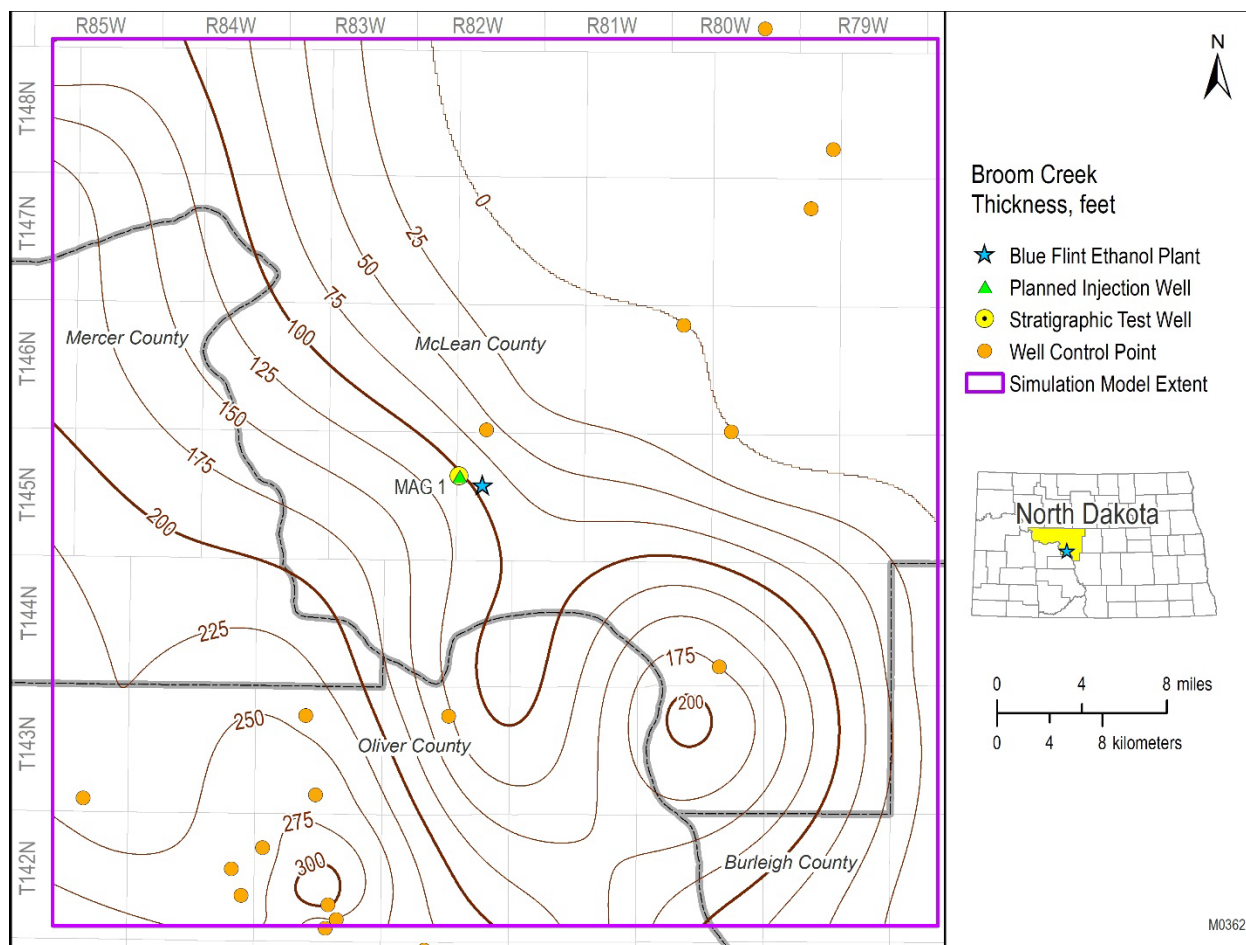 R85W R84W R83W R82W R81W R80W R79W
T148N
T147N
T146N
T145N
T144N
T143N
T142N
0
25
50
75
100
125
150
175
200
225
250
275
300
175
200
Mercer County
McLean County
MAG 1
Oliver County
Burleigh County
N
Broom Creek
Thickness, feet
Blue Flint Ethanol Plant
Planned Injection Well
Stratigraphic Test Well
Well Control Point
Simulation Model Extent
North Dakota
0 4 8 miles
0 4 8 kilometers
M0362